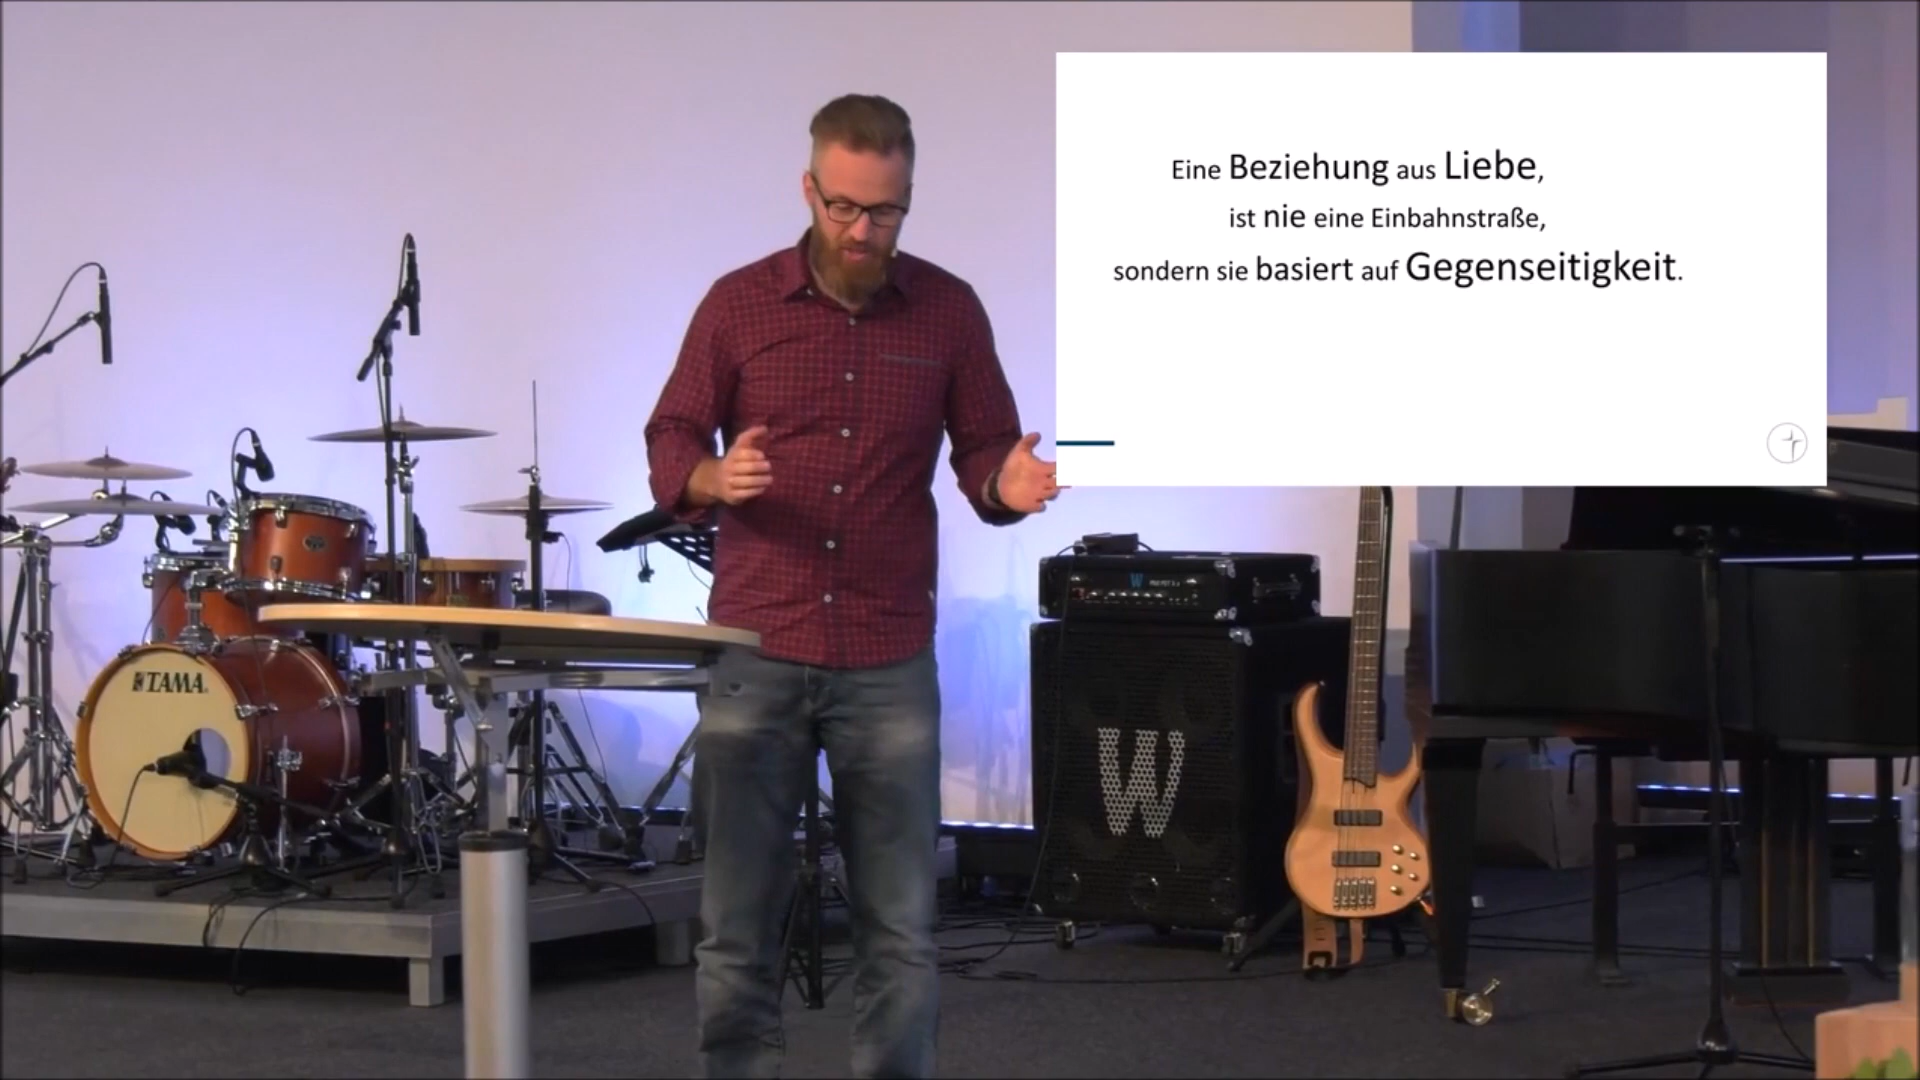 Eine Beziehung aus Liebe,
ist nie eine Einbahnstraße,
sondern sie basiert auf Gegenseitigkeit.
TAMA
W
W